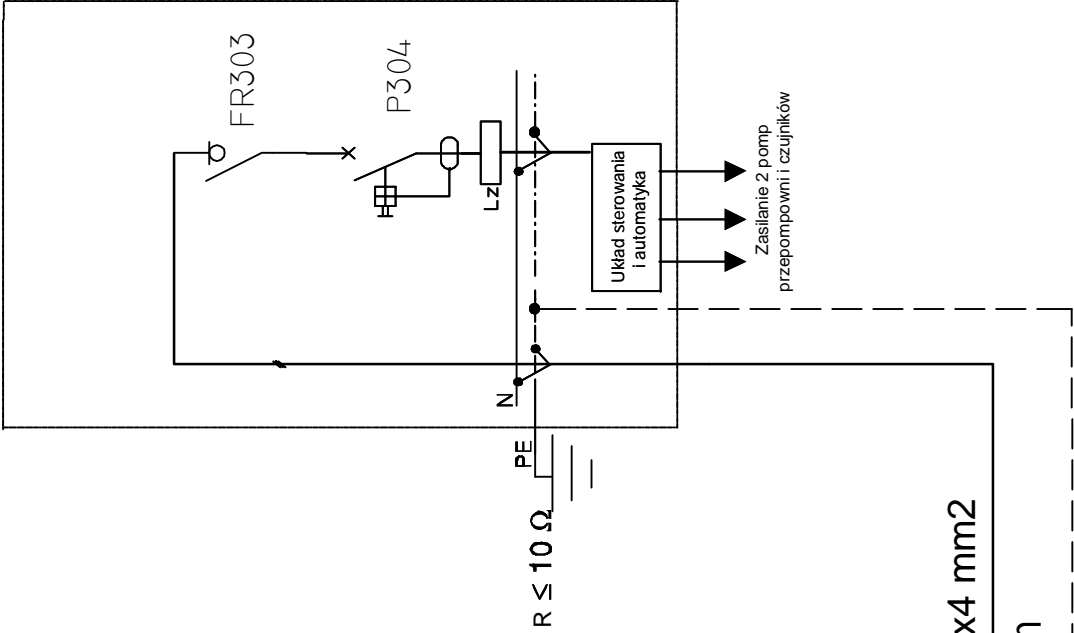 FR303
P304
Lz
Układ sterowania
i automatyka
Zasilanie 2 pomp
przepompowni i czujników
N
PE
R ≤ 10 Ω
x4 mm2